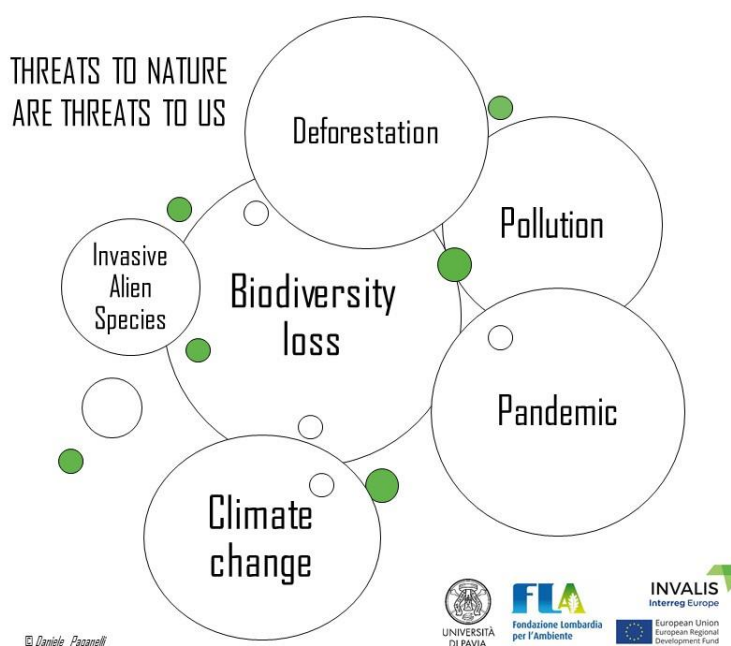 THREATS TO NATURE
ARE THREATS TO US
Deforestation
Pollution
Invasive
Alien
Species
Biodiversity
loss
Pandemic
Climate
change
UNIVERSITÀ
DI PAVIA
FLA
Fondazione Lombardia
per l'Ambiente
INVALIS
Interreg Europe
European Union
European Regional
Development Fund
© Daniele Paganelli